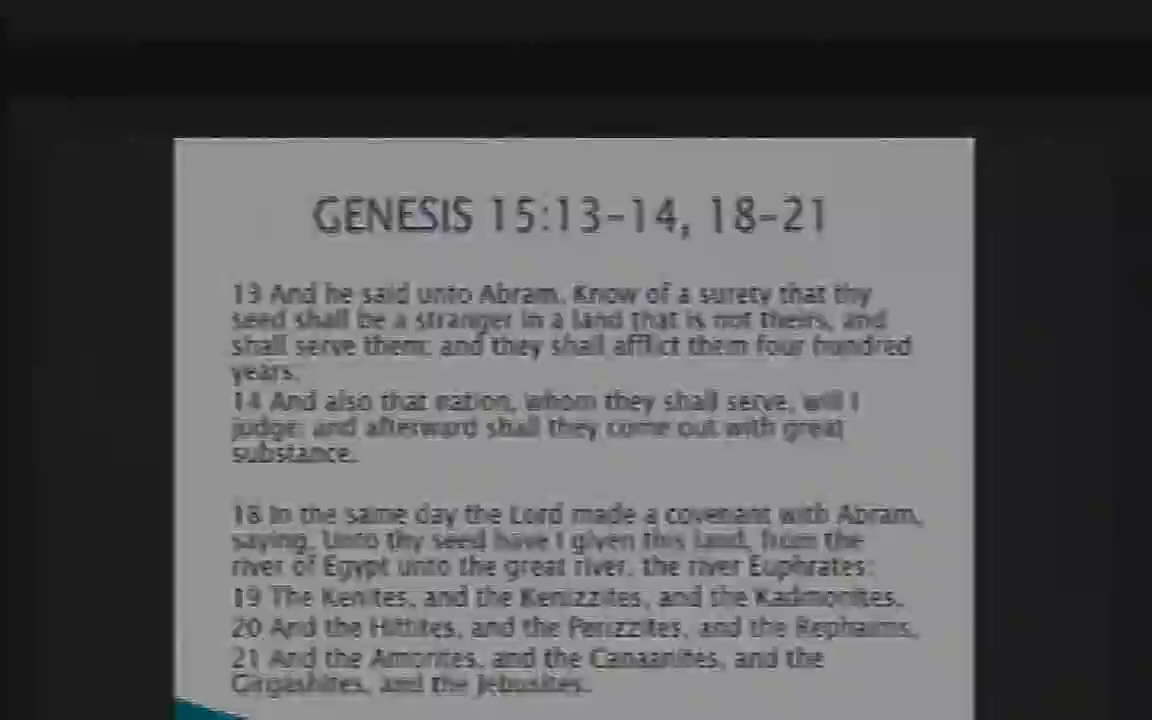 GENESIS 15:13-14, 18-21
13 And he said unto Abram, Know of a surety that thy
seed shall be a stranger in a land that is not theirs, and
shall serve them; and they shall afflict them four hundred
years.
14 And also that nation, whom they shall serve, will I
judge: and afterward shall they come out with great
substance.
18 In the same day the Lord made a covenant with Abram,
saying, Unto thy seed have I given this land, from the
river of Egypt unto the great river, the river Euphrates:
19 The Kenites, and the Kenizzites, and the Kadmonites,
20 And the Hittites, and the Perizzites, and the Rephaims,
21 And the Amorites, and the Canaanites, and the
Girgashites, and the Jebusites.